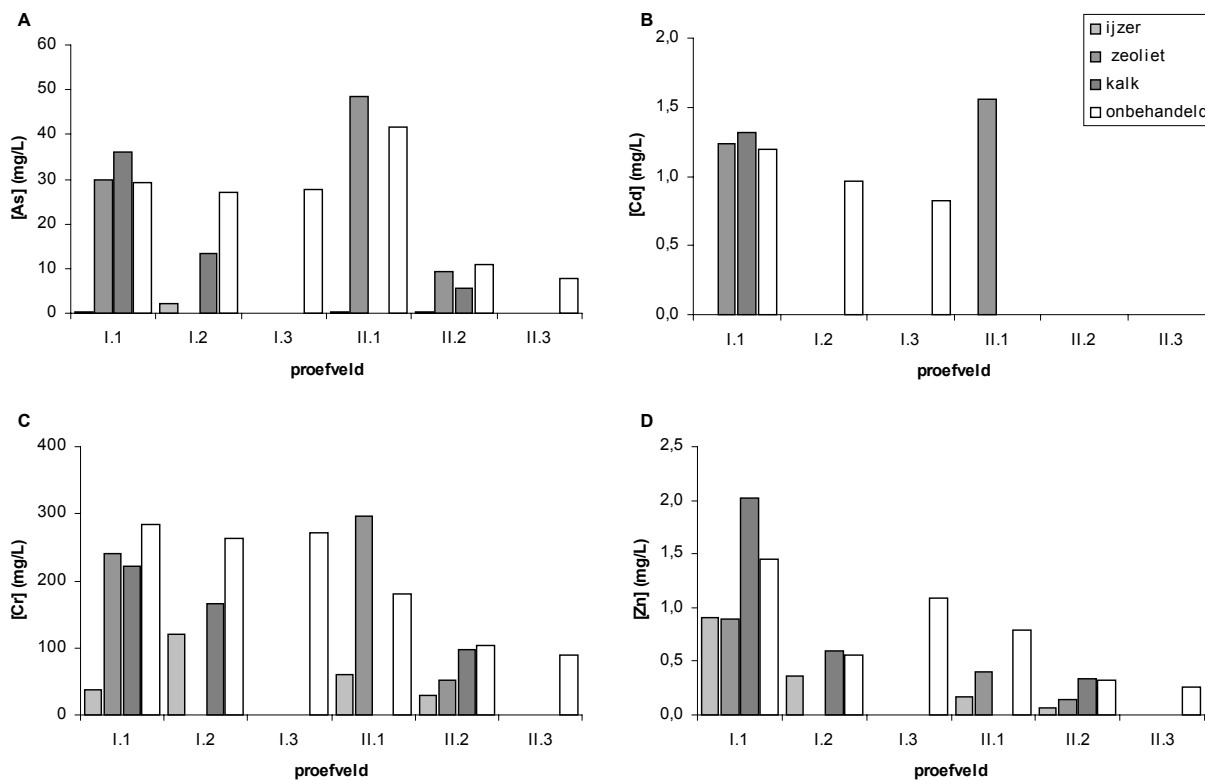 A
[As] (mg/L)
60
50
40
30
20
10
0
I.1 I.2 I.3 II.1 II.2 II.3
proefveld
B
[Cd] (mg/L)
2,0
1,5
1,0
0,5
0,0
I.1 I.2 I.3 II.1 II.2 II.3
proefveld
ijzer
zeoliet
kalk
onbehandeld
C
[Cr] (mg/L)
400
300
200
100
0
I.1 I.2 I.3 II.1 II.2 II.3
proefveld
D
[Zn] (mg/L)
2,5
2,0
1,5
1,0
0,5
0,0
I.1 I.2 I.3 II.1 II.2 II.3
proefveld